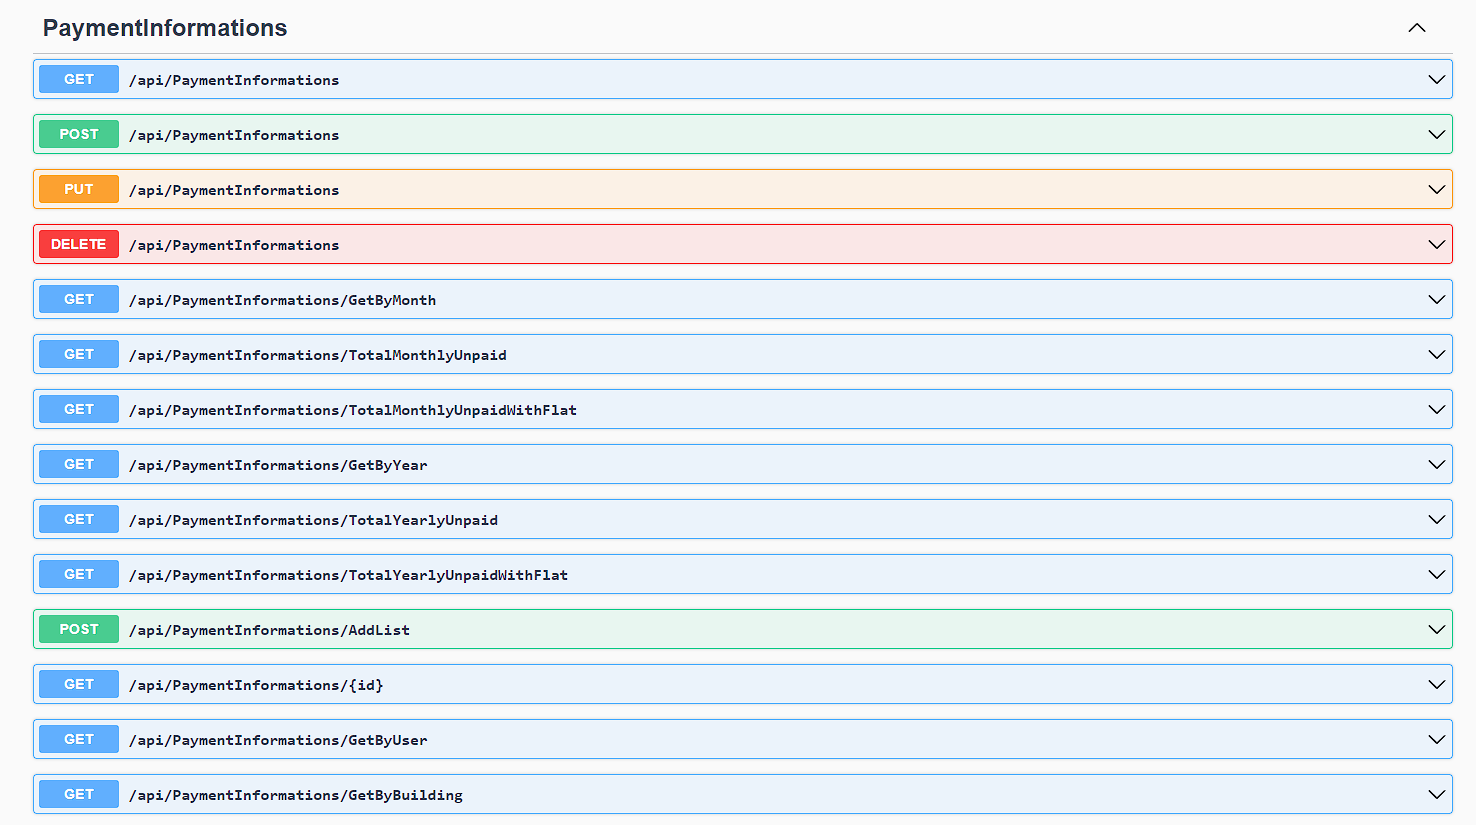 PaymentInformations
GET /api/PaymentInformations
POST /api/PaymentInformations
PUT /api/PaymentInformations
DELETE /api/PaymentInformations
GET /api/PaymentInformations/GetByMonth
GET /api/PaymentInformations/TotalMonthlyUnpaid
GET /api/PaymentInformations/TotalMonthlyUnpaidWithFlat
GET /api/PaymentInformations/GetByYear
GET /api/PaymentInformations/TotalYearlyUnpaid
GET /api/PaymentInformations/TotalYearlyUnpaidWithFlat
POST /api/PaymentInformations/AddList
GET /api/PaymentInformations/{id}
GET /api/PaymentInformations/GetByUser
GET /api/PaymentInformations/GetByBuilding